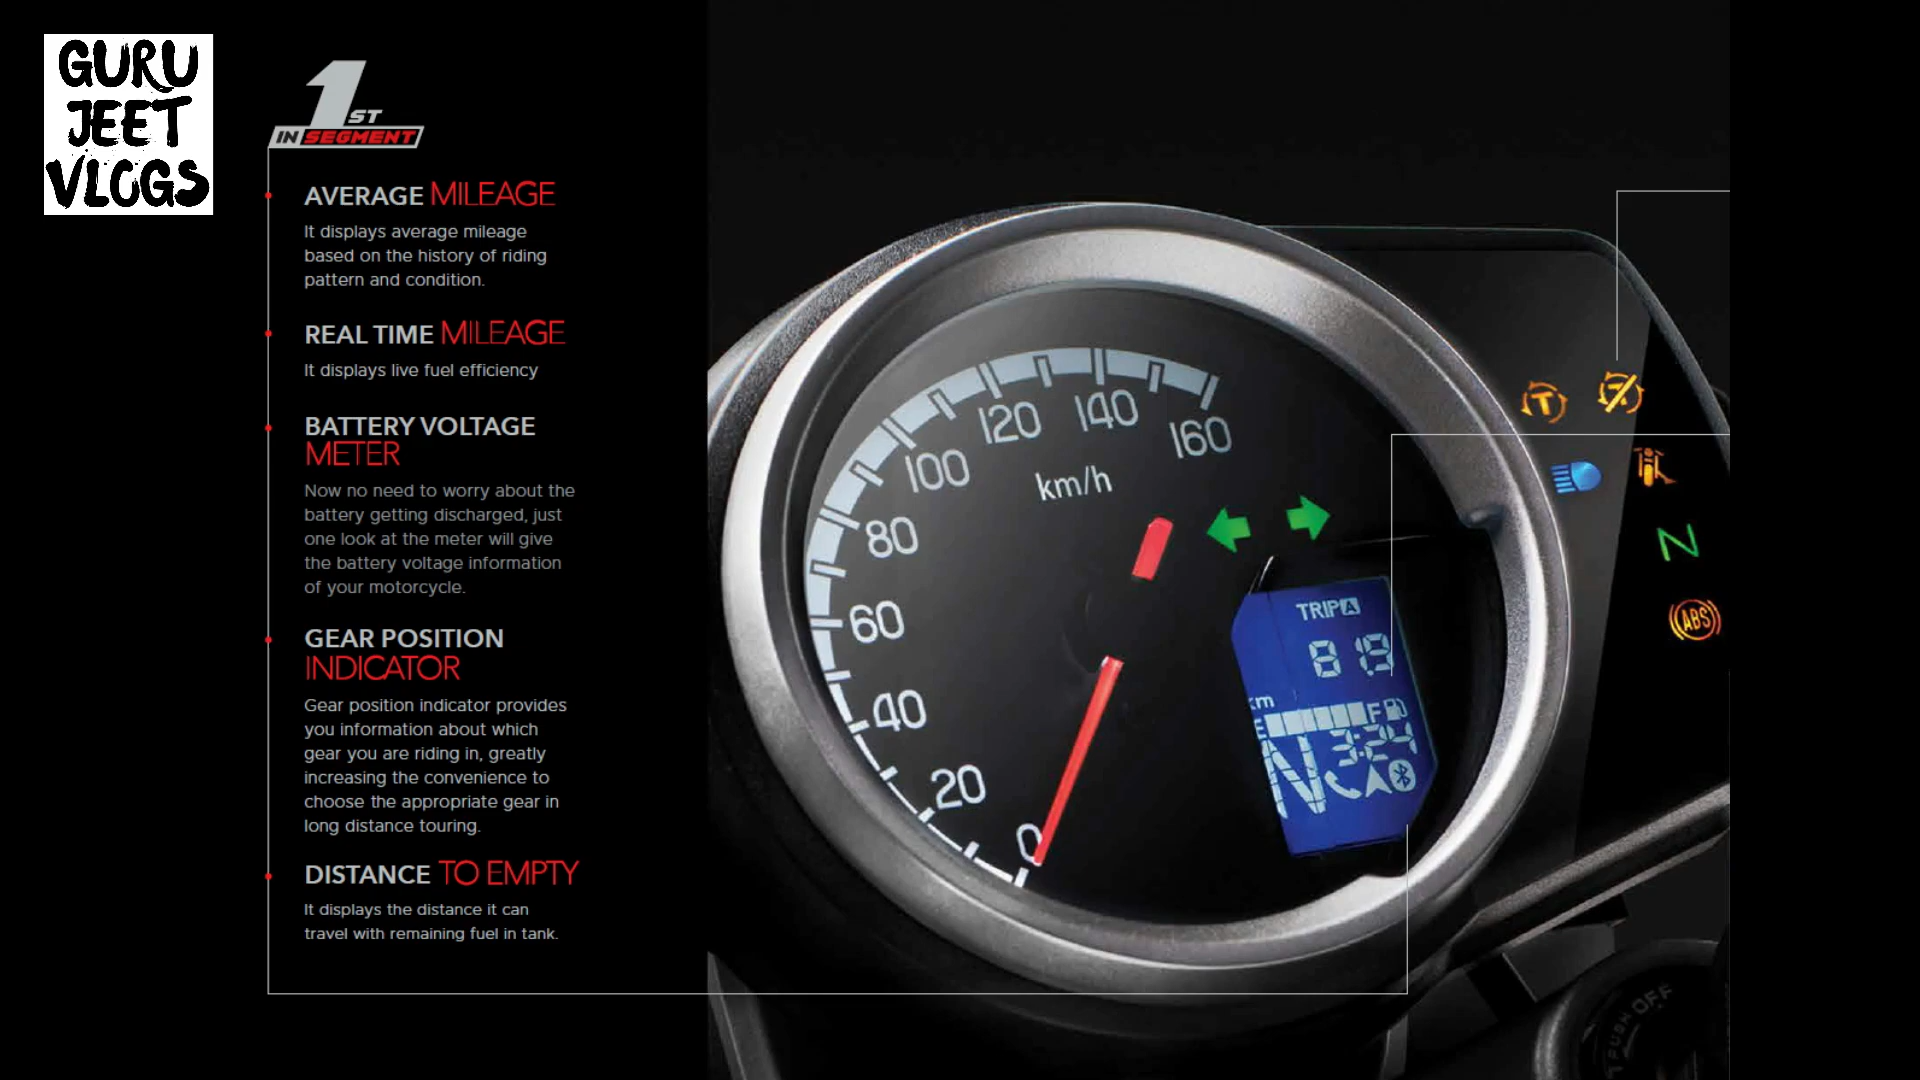 GURU
JEET
VLOGS
1ST
IN SEGMENT
AVERAGE MILEAGE
It displays average mileage
based on the history of riding
pattern and condition.
REAL TIME MILEAGE
It displays live fuel efficiency
BATTERY VOLTAGE
METER
Now no need to worry about the
battery getting discharged, just
one look at the meter will give
the battery voltage information
of your motorcycle.
GEAR POSITION
INDICATOR
Gear position indicator provides
you information about which
gear you are riding in, greatly
increasing the convenience to
choose the appropriate gear in
long distance touring.
DISTANCE TO EMPTY
It displays the distance it can
travel with remaining fuel in tank.
0
20
40
60
80
100
120
140
160
km/h
TRIP A
8 1.9
km
E F
N 3:24
T
N
ABS
PUSH OFF